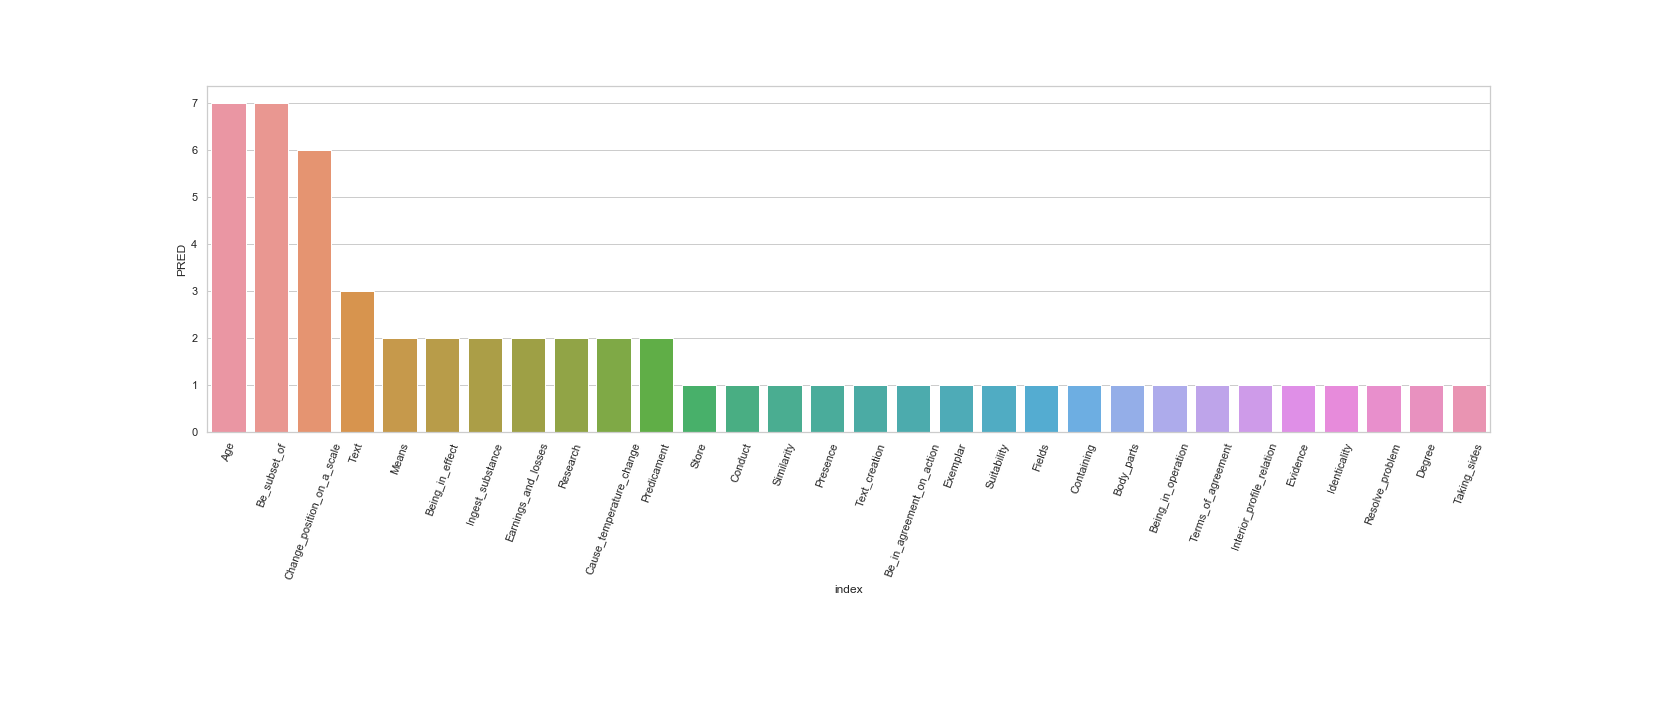 7
6
5
4
3
2
1
0
PRED
Age
Be_subset_of
Change_position_on_a_scale
Text
Means
Being_in_effect
Ingest_substance
Earnings_and_losses
Research
Cause_temperature_change
Predicament
Store
Conduct
Similarity
Presence
Text_creation
Be_in_agreement_on_action
Exemplar
Suitability
Fields
Containing
Body_parts
Being_in_operation
Terms_of_agreement
Interior_profile_relation
Evidence
Identicality
Resolve_problem
Degree
Taking_sides
index